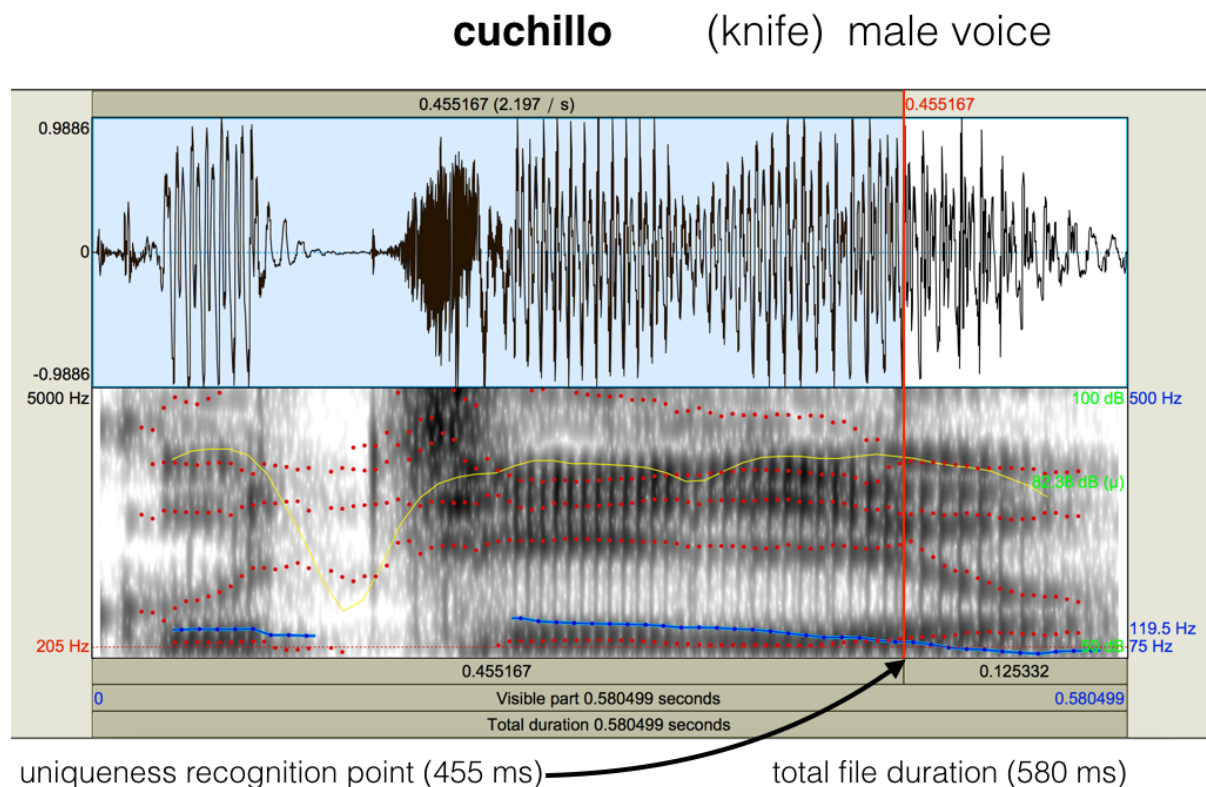 cuchillo (knife) male voice
0.455167 (2.197 / s) 0.455167
0.9886
0
-0.9886
5000 Hz 100 dB 500 Hz
82.38 dB (µ)
119.5 Hz
205 Hz 50 dB 75 Hz
0.455167 0.125332
0 Visible part 0.580499 seconds 0.580499
Total duration 0.580499 seconds
uniqueness recognition point (455 ms) total file duration (580 ms)